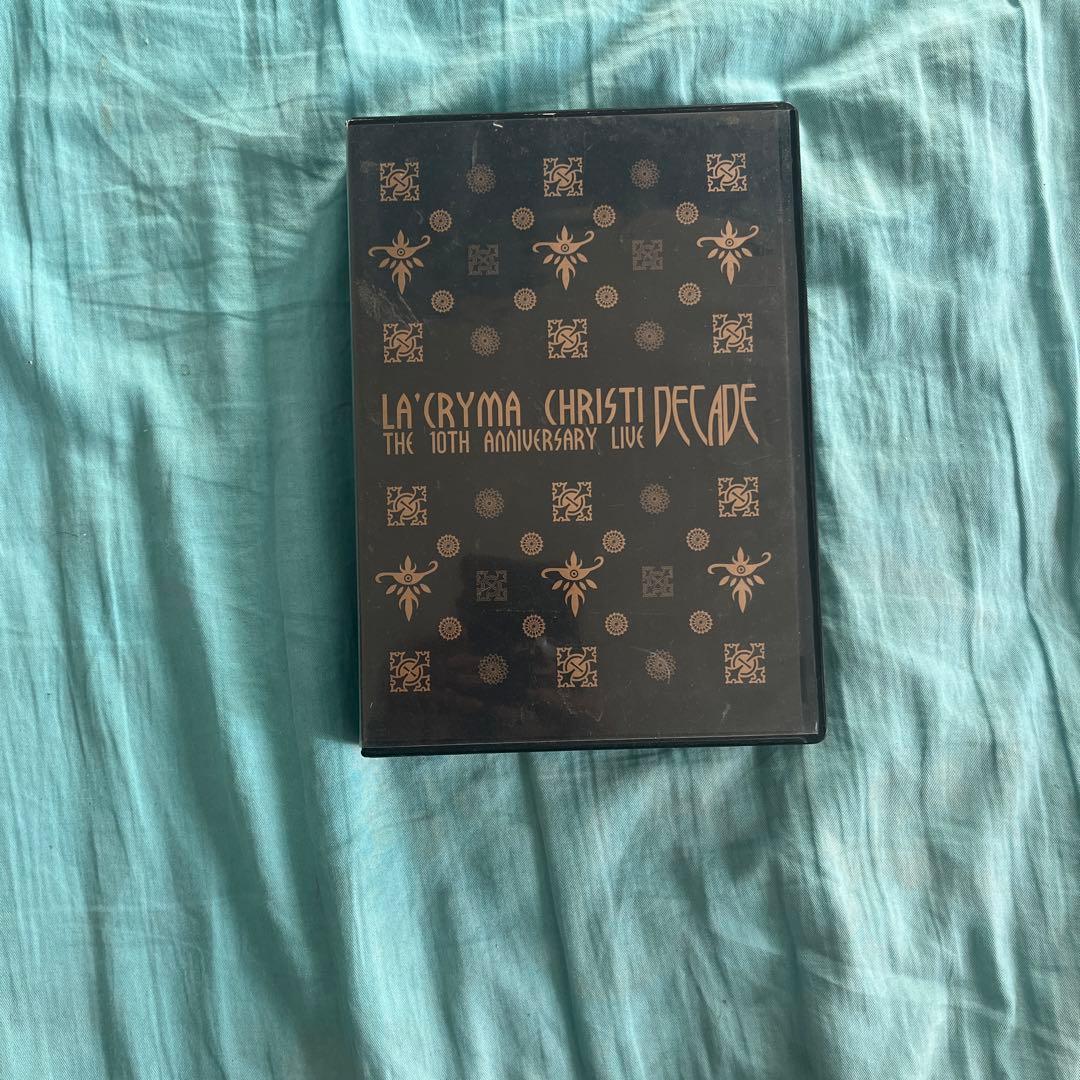 LA'CRYMA CHRISTI DECADE
THE 10TH ANNIVERSARY LIVE